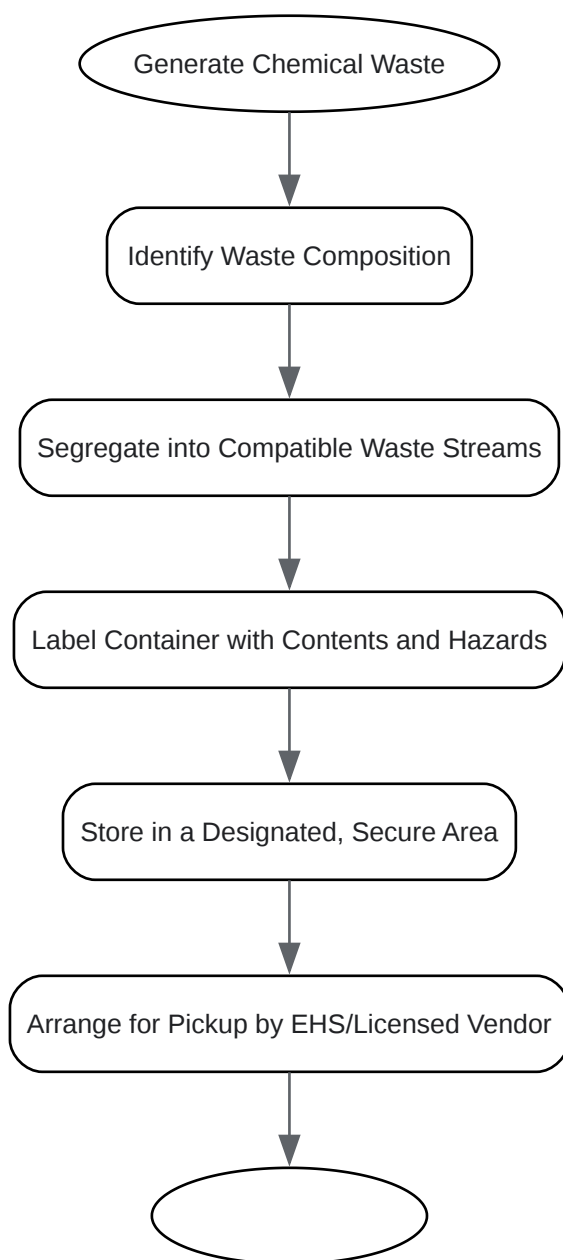 Generate Chemical Waste
Identify Waste Composition
Segregate into Compatible Waste Streams
Label Container with Contents and Hazards
Store in a Designated, Secure Area
Arrange for Pickup by EHS/Licensed Vendor